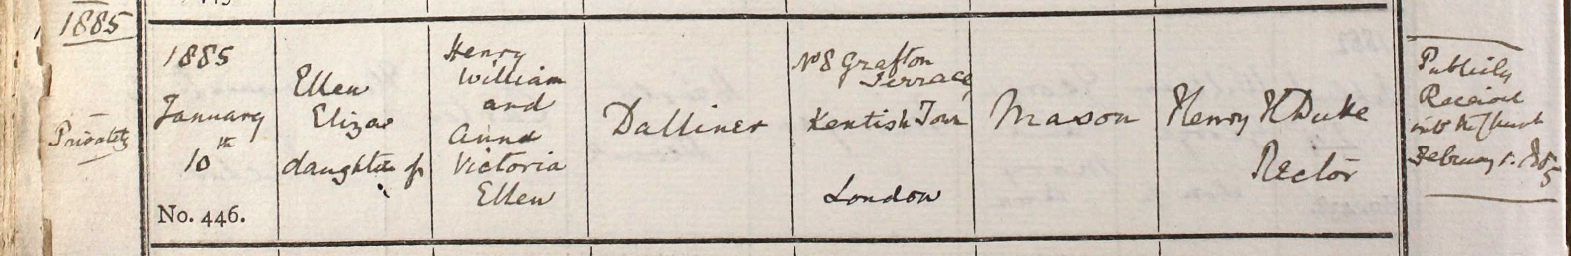 1885
Privately
1885
January
10th
No. 446.
Ellen
Eliza
daughter of
Henry
William
and
Anna
Victoria
Ellen
Dalliner
No 8 Grafton
Terrace
Kentish Town
London
Mason
Henry H Duke
Rector
Publicly
Received
into the Church
February 1. 1885